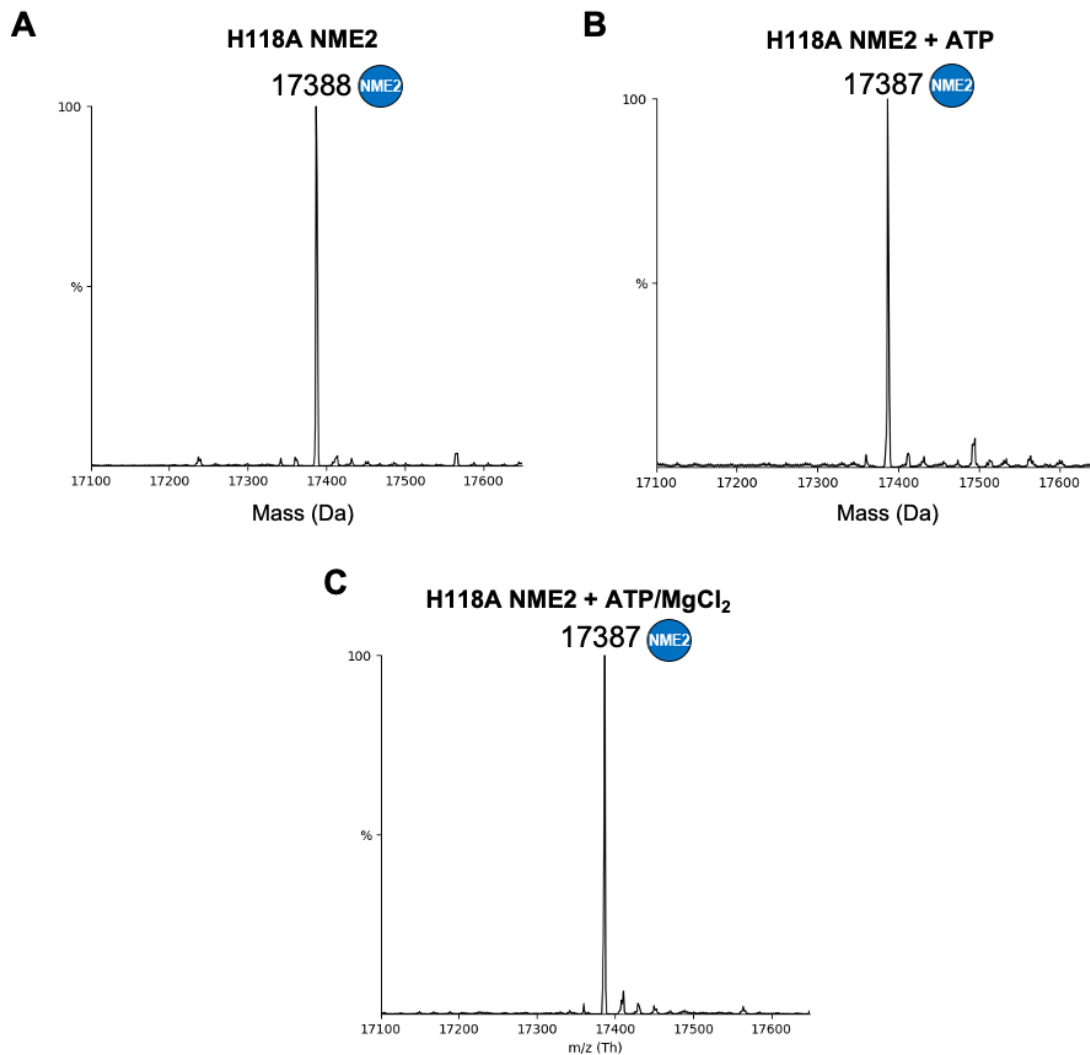 A
H118A NME2
17388 NME2
100
%
17100 17200 17300 17400 17500 17600
Mass (Da)
B
H118A NME2 + ATP
17387 NME2
100
%
17100 17200 17300 17400 17500 17600
Mass (Da)
C
H118A NME2 + ATP/MgCl₂
17387 NME2
100
%
17100 17200 17300 17400 17500 17600
m/z (Th)